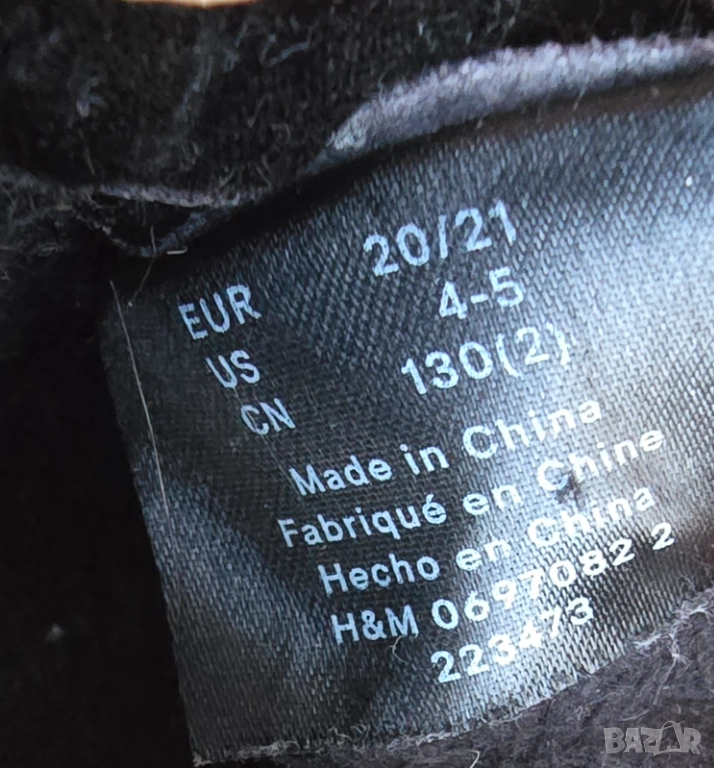 EUR 20/21
US 4-5
CN 130(2)
Made in China
Fabriqué en Chine
Hecho en China
H&M 0697082 2
223473
BAZAR